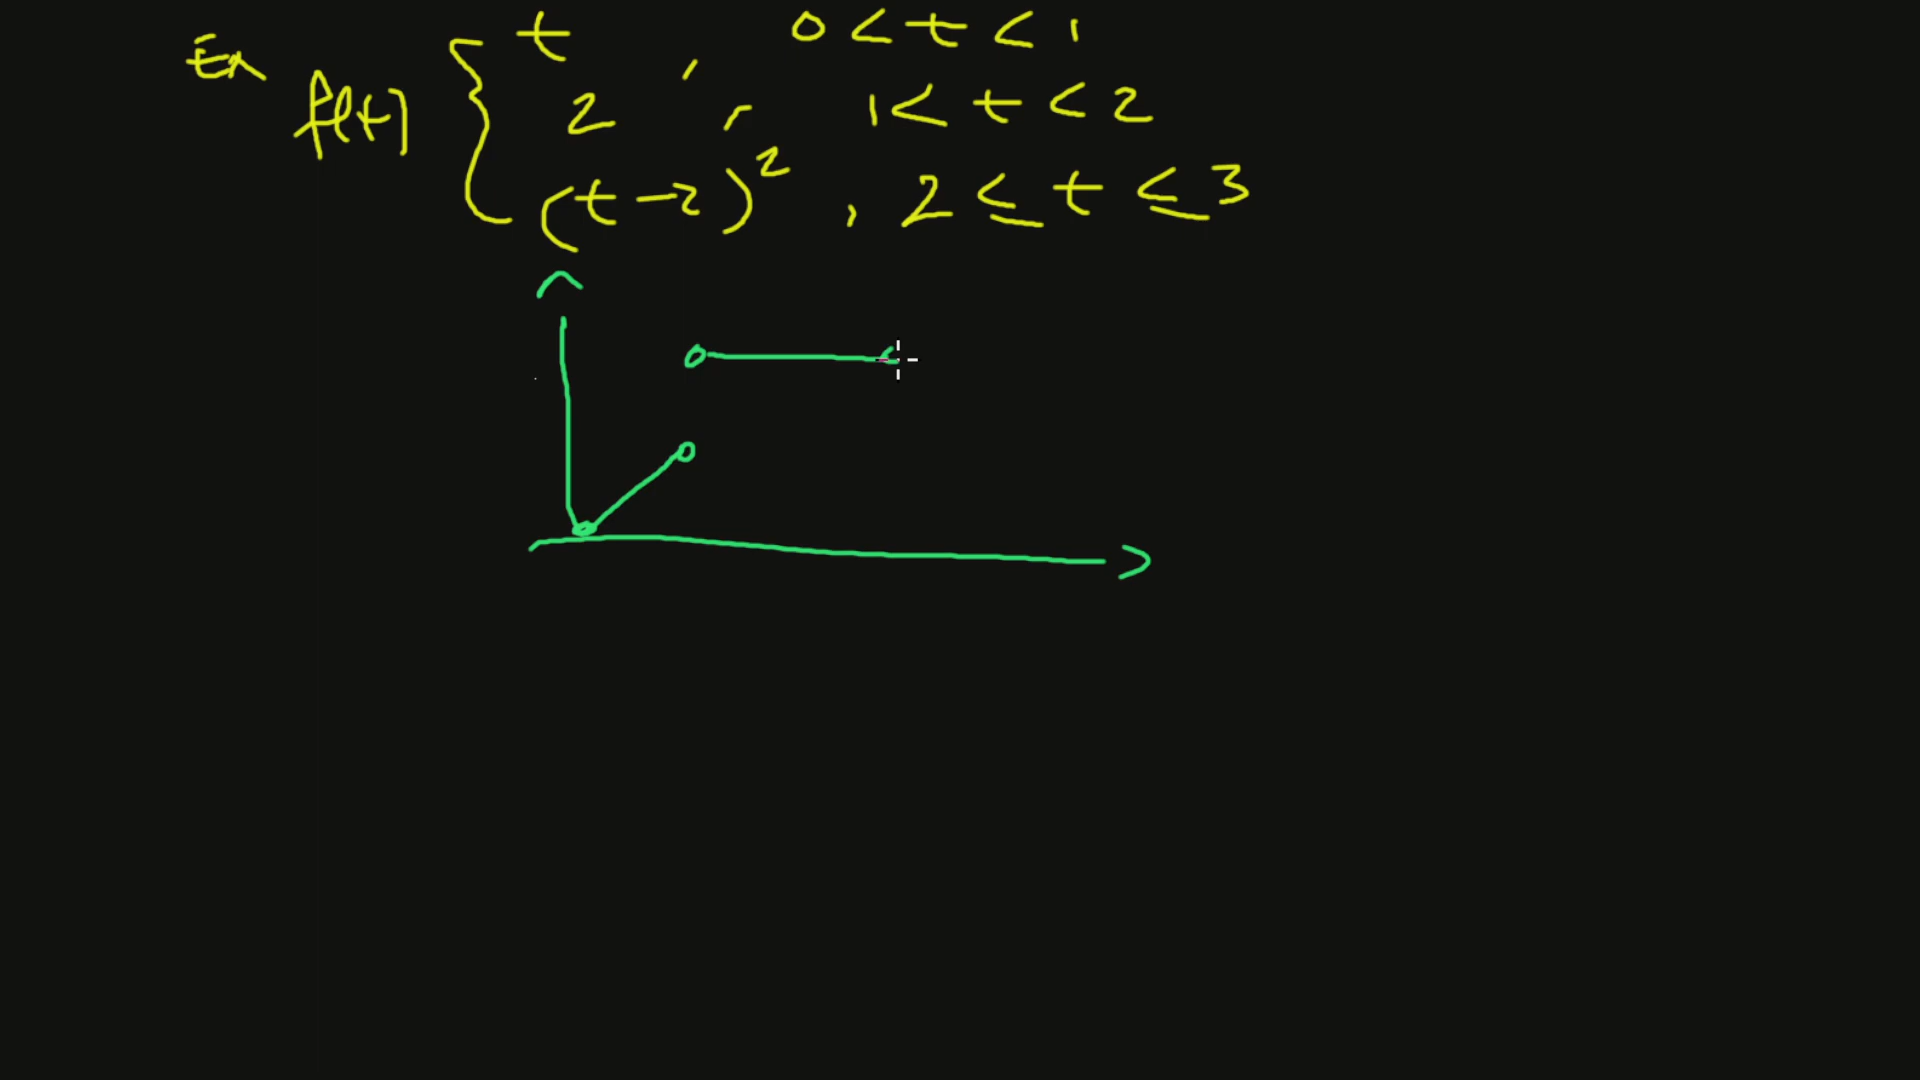 Ex
f(t) { t , 0 < t < 1
2 , 1 < t < 2
(t-2)² , 2 ≤ t ≤ 3